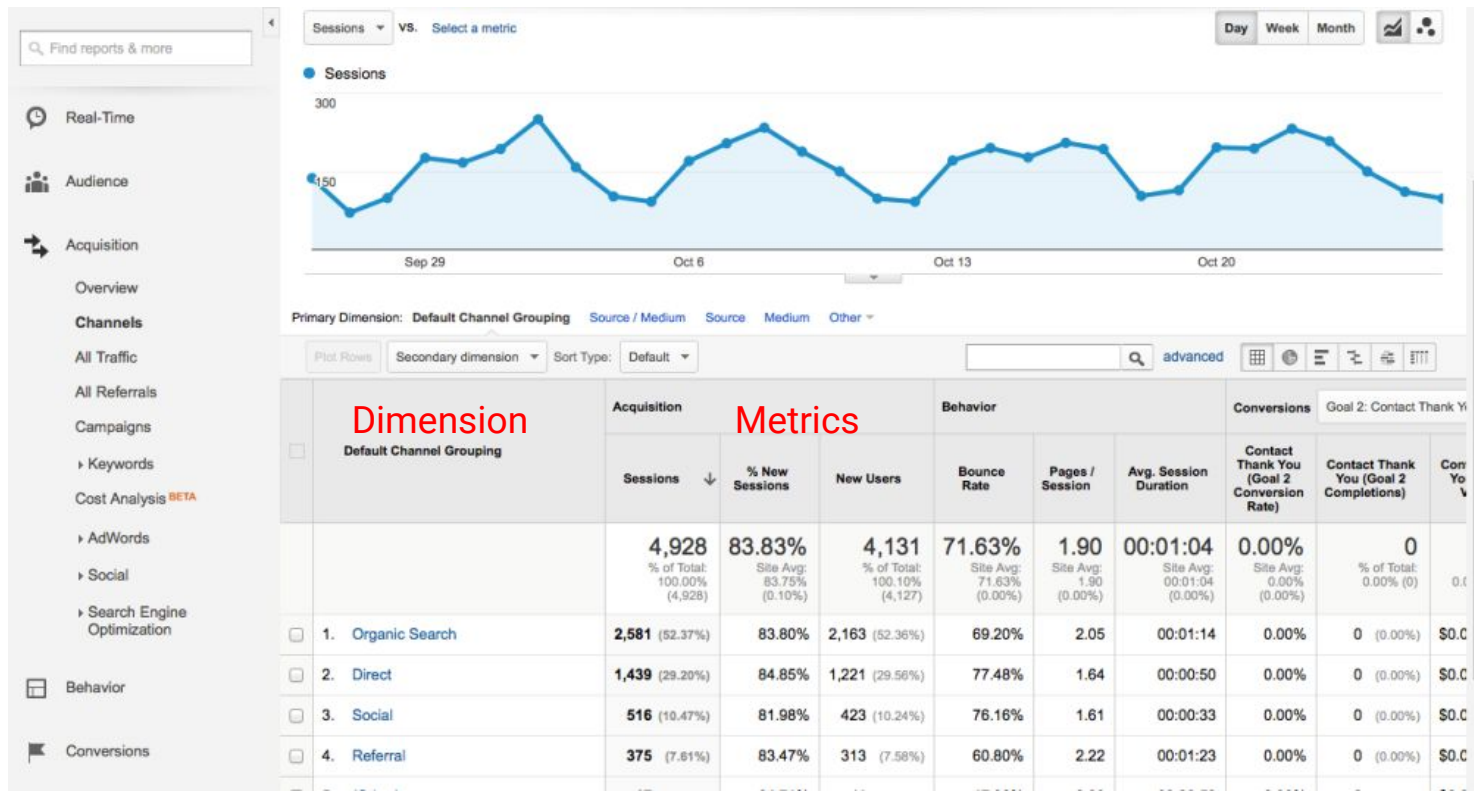 Find reports & more
Real-Time
Audience
Acquisition
Overview
Channels
All Traffic
All Referrals
Campaigns
Keywords
Cost Analysis BETA
AdWords
Social
Search Engine
Optimization
Behavior
Conversions
Sessions VS. Select a metric
Day Week Month
Sessions
300
150
Sep 29 Oct 6 Oct 13 Oct 20
Primary Dimension: Default Channel Grouping Source / Medium Source Medium Other
Plot Rows Secondary dimension Sort Type: Default advanced
Dimension Metrics
Default Channel Grouping
Acquisition Behavior Conversions Goal 2: Contact Thank
Sessions
% New
Sessions
New Users
Bounce
Rate
Pages /
Session
Avg. Session
Duration
Contact
Thank You
(Goal 2
Conversion
Rate)
Contact Thank
You (Goal 2
Completions)
4,928 83.83% 4,131 71.63% 1.90 00:01:04 0.00% 0
% of Total: Site Avg: % of Total: Site Avg: Site Avg: Site Avg: Site Avg: % of Total:
100.00% 83.75% 100.10% 71.63% 1.90 00:01:04 0.00% 0.00% (0)
(4,928) (0.10%) (4,127) (0.00%) (0.00%) (0.00%) (0.00%)
1. Organic Search 2,581 (52.37%) 83.80% 2,163 (52.36%) 69.20% 2.05 00:01:14 0.00% 0 (0.00%)
2. Direct 1,439 (29.20%) 84.85% 1,221 (29.56%) 77.48% 1.64 00:00:50 0.00% 0 (0.00%)
3. Social 516 (10.47%) 81.98% 423 (10.24%) 76.16% 1.61 00:00:33 0.00% 0 (0.00%)
4. Referral 375 (7.61%) 83.47% 313 (7.58%) 60.80% 2.22 00:01:23 0.00% 0 (0.00%)